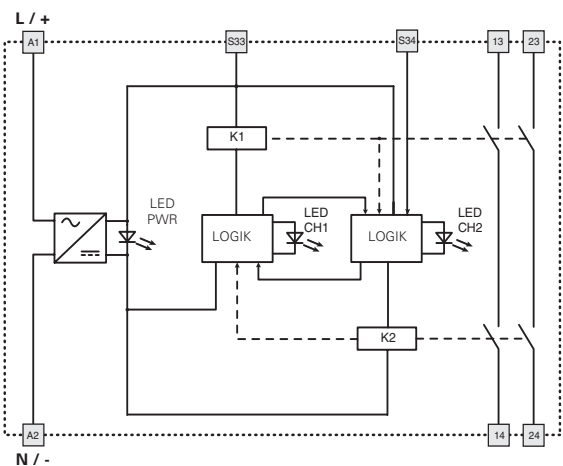 L / +
A1
S33
S34
13
23
K1
LED
PWR
LOGIK
LED
CH1
LOGIK
LED
CH2
K2
A2
14
24
N / -